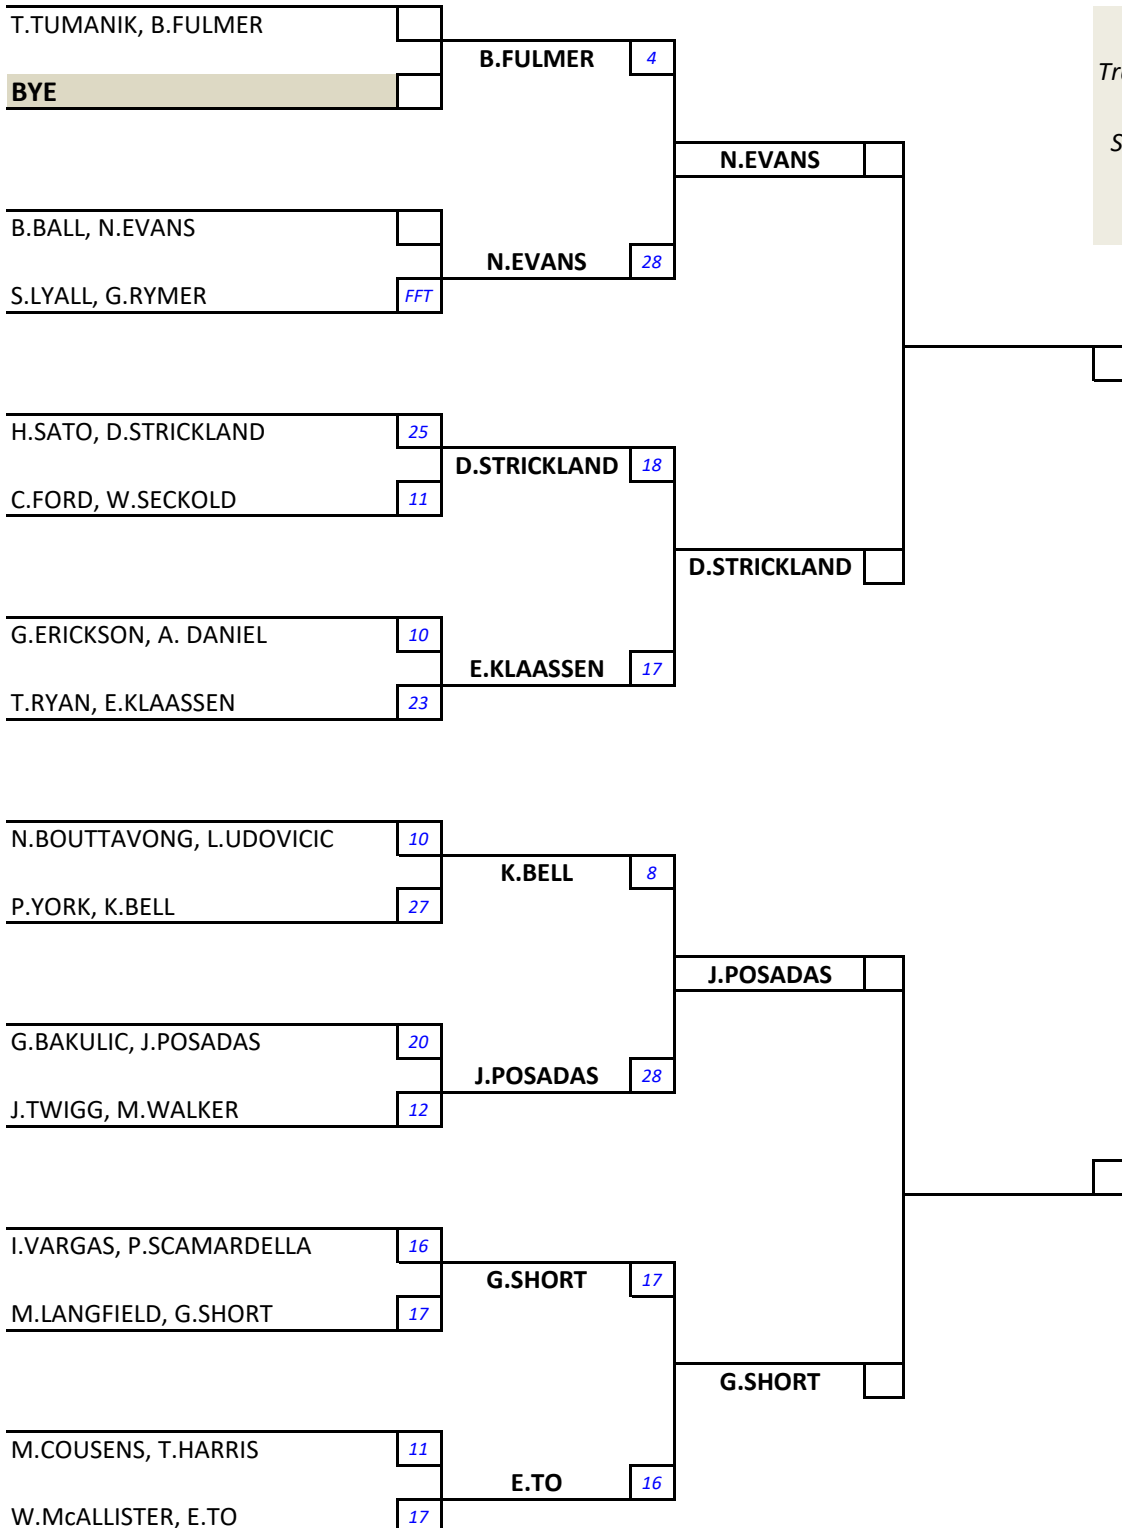 T.TUMANIK, B.FULMER
B.FULMER 4
BYE
N.EVANS
B.BALL, N.EVANS
N.EVANS 28
S.LYALL, G.RYMER FFT
H.SATO, D.STRICKLAND 25
D.STRICKLAND 18
C.FORD, W.SECKOLD 11
D.STRICKLAND
G.ERICKSON, A. DANIEL 10
E.KLAASSEN 17
T.RYAN, E.KLAASSEN 23
N.BOUTTAVONG, L.UDOVICIC 10
K.BELL 8
P.YORK, K.BELL 27
J.POSADAS
G.BAKULIC, J.POSADAS 20
J.POSADAS 28
J.TWIGG, M.WALKER 12
I.VARGAS, P.SCAMARDELLA 16
G.SHORT 17
M.LANGFIELD, G.SHORT 17
G.SHORT
M.COUSENS, T.HARRIS 11
E.TO 16
W.McALLISTER, E.TO 17